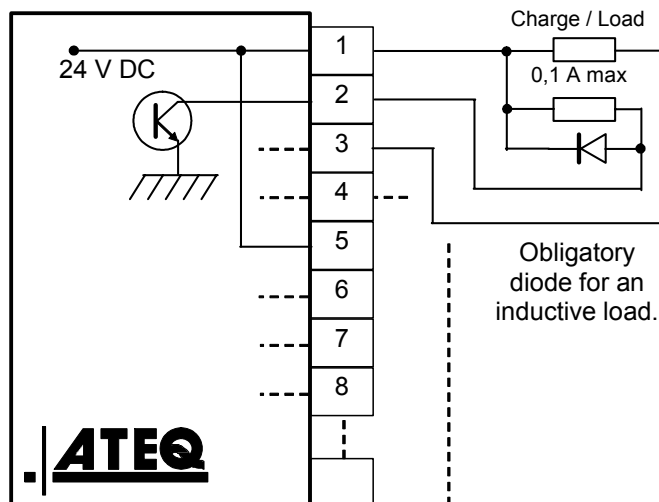 Charge / Load
0,1 A max
24 V DC
1
2
3
4
5
6
7
8
Obligatory
diode for an
inductive load.
ATEQ